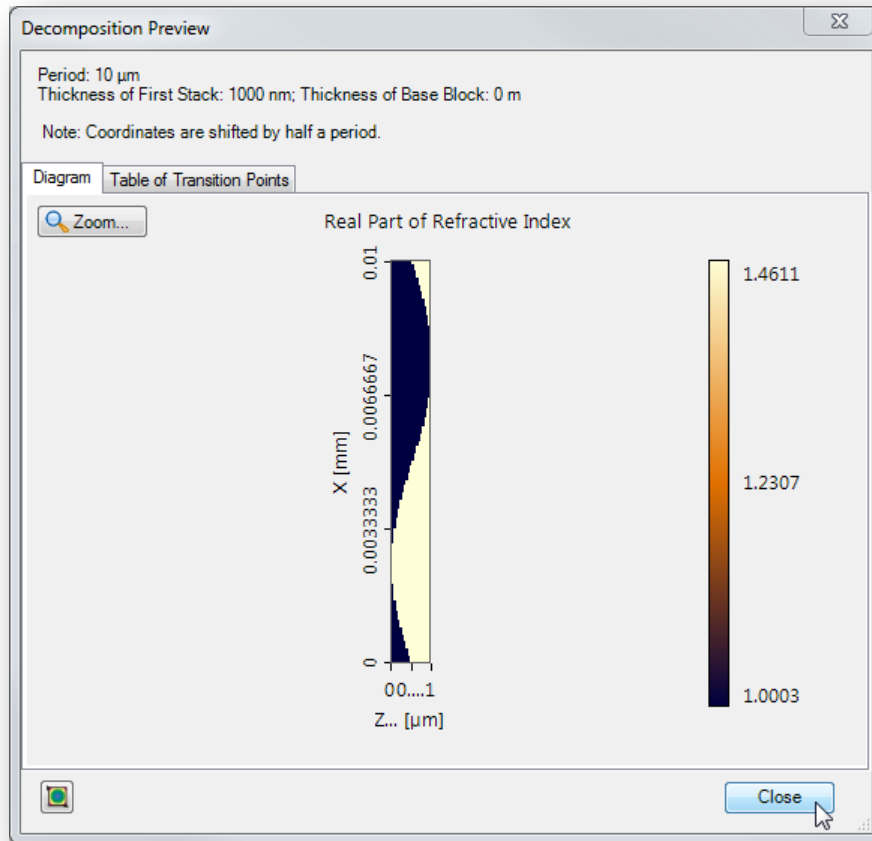 Decomposition Preview
Period: 10 µm
Thickness of First Stack: 1000 nm; Thickness of Base Block: 0 m
Note: Coordinates are shifted by half a period.
Diagram
Table of Transition Points
Zoom...
Real Part of Refractive Index
0.01
0.0066667
0.0033333
0
X [mm]
00....1
Z... [µm]
1.4611
1.2307
1.0003
Close